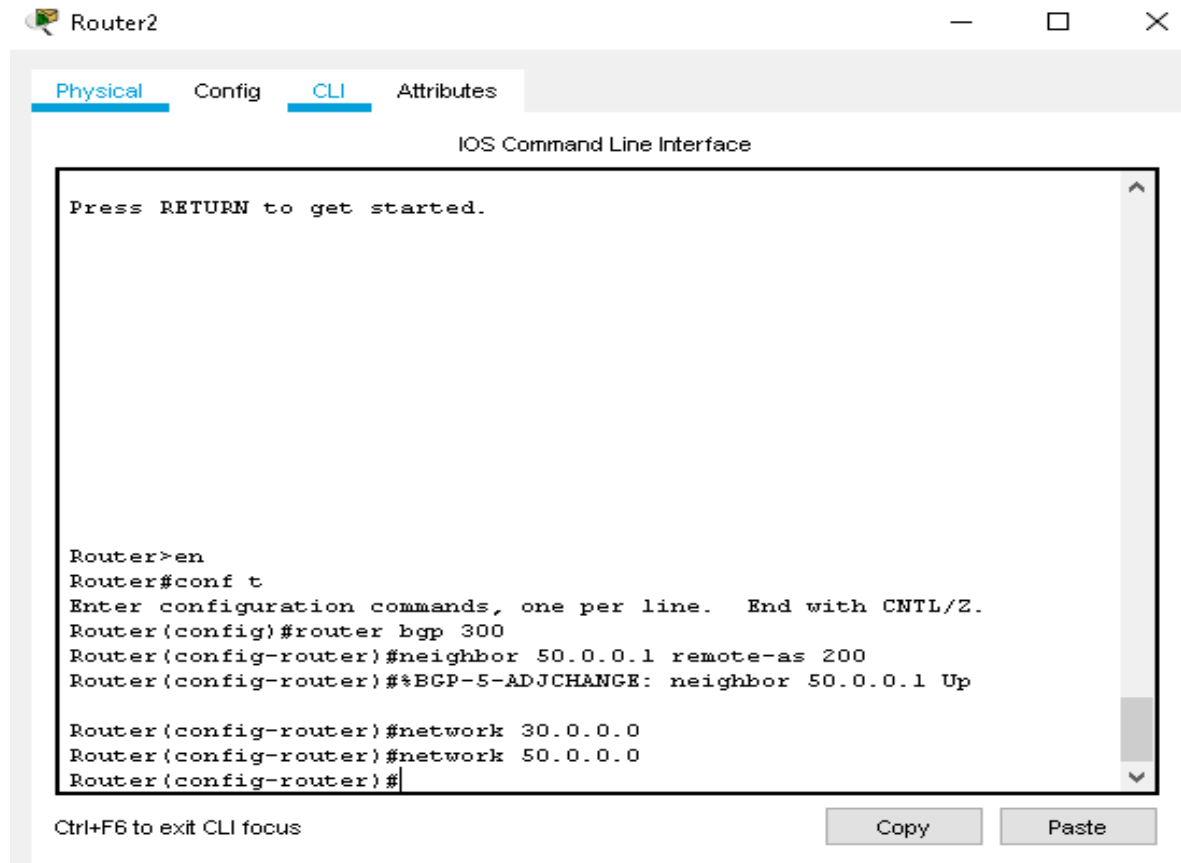 Router2
Physical Config CLI Attributes
IOS Command Line Interface
Press RETURN to get started.
Router>en
Router#conf t
Enter configuration commands, one per line.  End with CNTL/Z.
Router(config)#router bgp 300
Router(config-router)#neighbor 50.0.0.1 remote-as 200
Router(config-router)#%BGP-5-ADJCHANGE: neighbor 50.0.0.1 Up
Router(config-router)#network 30.0.0.0
Router(config-router)#network 50.0.0.0
Router(config-router)#
Ctrl+F6 to exit CLI focus
Copy Paste